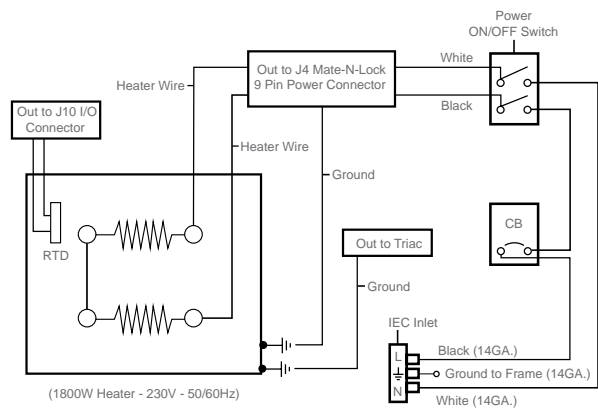 Power
ON/OFF Switch
White
Out to J4 Mate-N-Lock
9 Pin Power Connector
Heater Wire
Black
Out to J10 I/O
Connector
Heater Wire
Ground
RTD
CB
Out to Triac
Ground
IEC Inlet
L
Black (14GA.)
Ground to Frame (14GA.)
N
White (14GA.)
(1800W Heater - 230V - 50/60Hz)